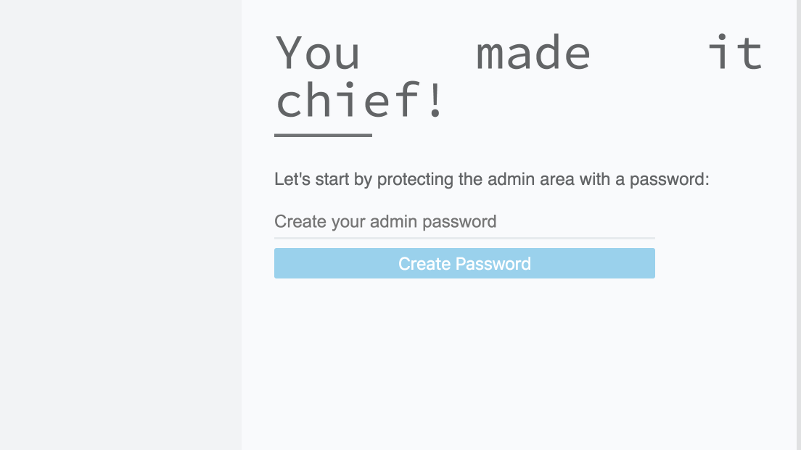 You made it
chief!
Let's start by protecting the admin area with a password:
Create your admin password
Create Password